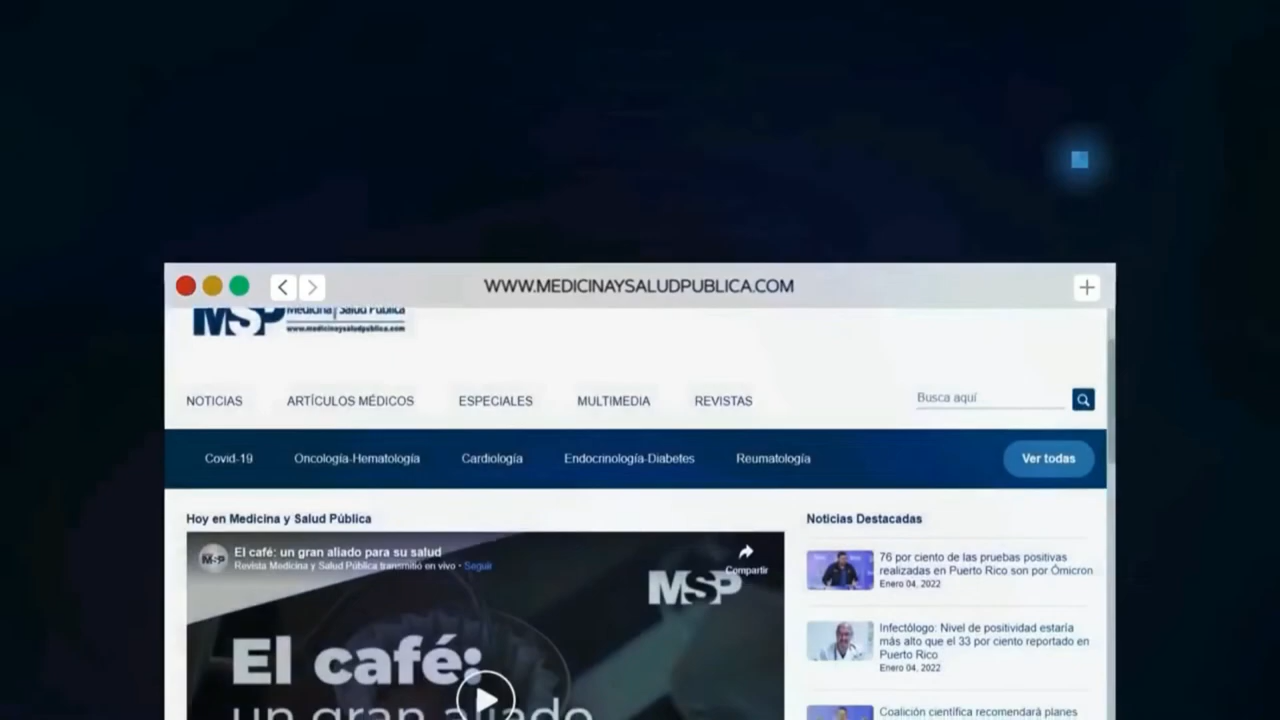 WWW.MEDICINAYSALUDPUBLICA.COM
MSP Medicina | Salud Pública
www.medicinaysaludpublica.com
NOTICIAS ARTÍCULOS MÉDICOS ESPECIALES MULTIMEDIA REVISTAS Busca aquí
Covid-19 Oncología-Hematología Cardiología Endocrinología-Diabetes Reumatología Ver todas
Hoy en Medicina y Salud Pública
MSP El café: un gran aliado para su salud
Revista Medicina y Salud Pública transmitió en vivo · Seguir
Compartir
MSP
El café:
un gran aliado
Noticias Destacadas
76 por ciento de las pruebas positivas
realizadas en Puerto Rico son por Ómicron
Enero 04, 2022
Infectólogo: Nivel de positividad estaría
más alto que el 33 por ciento reportado en
Puerto Rico
Enero 04, 2022
Coalición científica recomendará planes